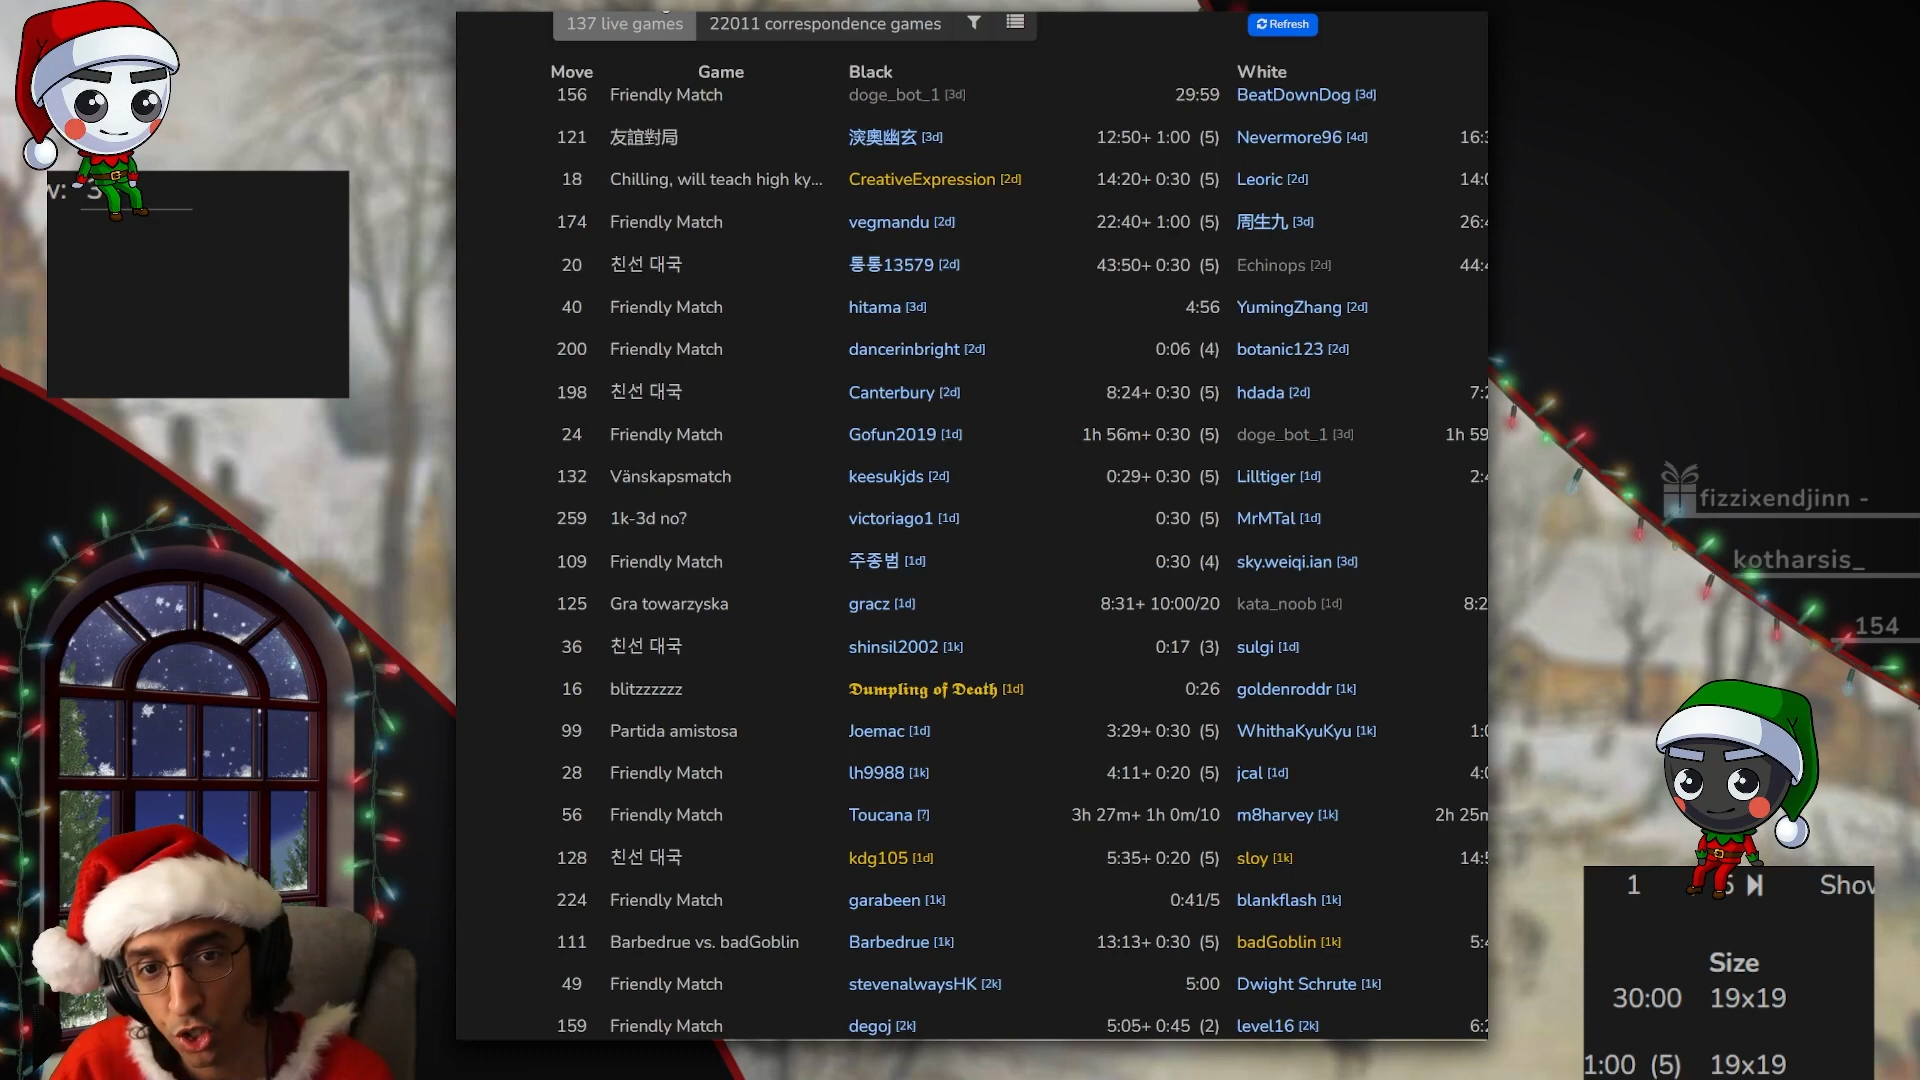 137 live games 22011 correspondence games Refresh
Move Game Black White
156 Friendly Match doge_bot_1 [3d] 29:59 BeatDownDog [3d]
121 友誼對局 [3d] 12:50+ 1:00 (5) Nevermore96 [4d]
18 Chilling, will teach high ky... CreativeExpression [2d] 14:20+ 0:30 (5) Leoric [2d]
174 Friendly Match vegmandu [2d] 22:40+ 1:00 (5) 周生九 [3d]
20 친선 대국 통통13579 [2d] 43:50+ 0:30 (5) Echinops [2d]
40 Friendly Match hitama [3d] 4:56 YumingZhang [2d]
200 Friendly Match dancerinbright [2d] 0:06 (4) botanic123 [2d]
198 친선 대국 Canterbury [2d] 8:24+ 0:30 (5) hdada [2d]
24 Friendly Match Gofun2019 [1d] 1h 56m+ 0:30 (5) doge_bot_1 [3d] 1h 59
132 Vänskapsmatch keesukjds [2d] 0:29+ 0:30 (5) Lilltiger [1d]
259 1k-3d no? victoriago1 [1d] 0:30 (5) MrMTal [1d]
109 Friendly Match 주종범 [1d] 0:30 (4) sky.weiqi.ian [3d]
125 Gra towarzyska gracz [1d] 8:31+ 10:00/20 kata_noob [1d] 8:2
36 친선 대국 shinsil2002 [1k] 0:17 (3) sulgi [1d]
16 blitzzzzzz Dumpling of Death [1d] 0:26 goldenroddr [1k]
99 Partida amistosa Joemac [1d] 3:29+ 0:30 (5) WhithaKyuKyu [1k]
28 Friendly Match lh9988 [1k] 4:11+ 0:20 (5) jcal [1d]
56 Friendly Match Toucana [?] 3h 27m+ 1h 0m/10 m8harvey [1k] 2h 25m
128 친선 대국 kdg105 [1d] 5:35+ 0:20 (5) sloy [1k]
224 Friendly Match garabeen [1k] 0:41/5 blankflash [1k]
111 Barbedrue vs. badGoblin Barbedrue [1k] 13:13+ 0:30 (5) badGoblin [1k]
49 Friendly Match stevenalwaysHK [2k] 5:00 Dwight Schrute [1k]
159 Friendly Match degoj [2k] 5:05+ 0:45 (2) level16 [2k]
fizzixendjinn -
kotharsis_
154
1 5 Show
Size
30:00 19x19
1:00 (5) 19x19